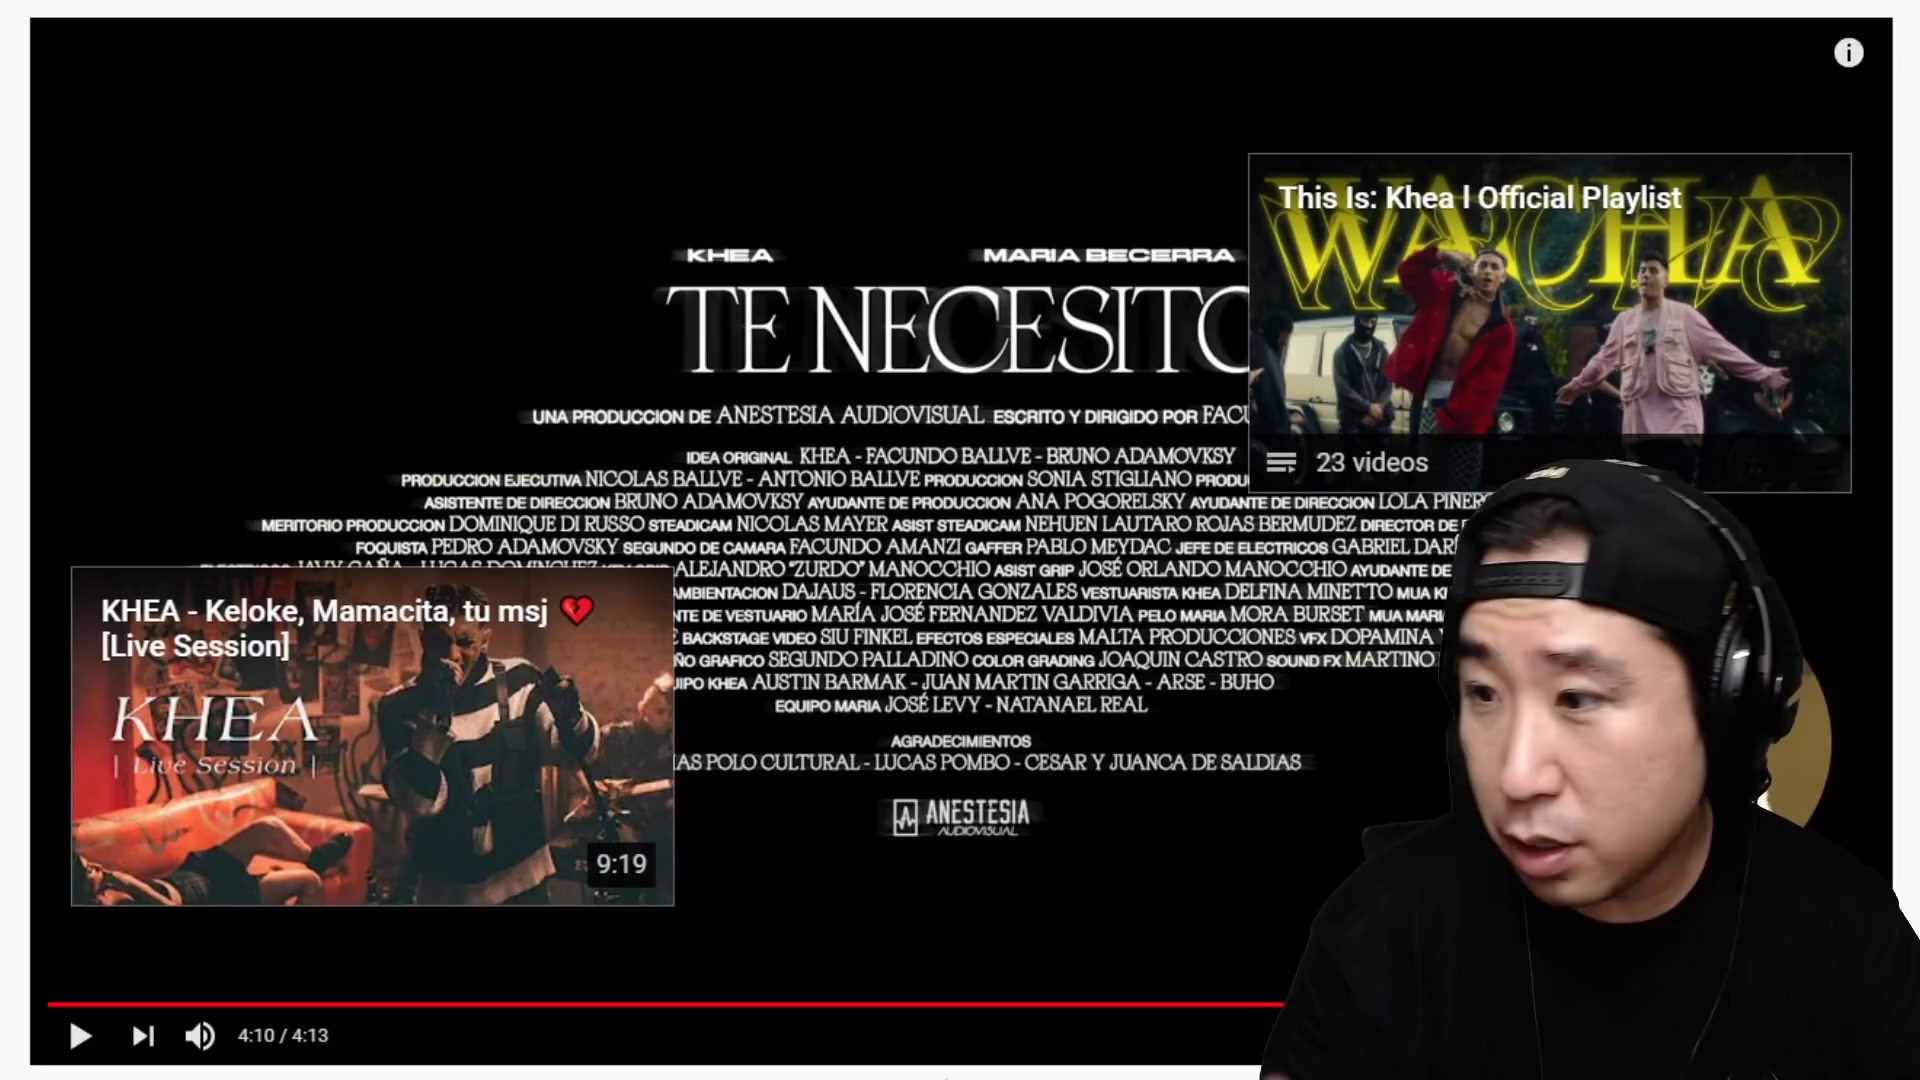 KHEA MARIA BECERRA
TE NECESITO
UNA PRODUCCION DE ANESTESIA AUDIOVISUAL ESCRITO Y DIRIGIDO POR
IDEA ORIGINAL KHEA - FACUNDO BALLVE - BRUNO ADAMOVKSY
PRODUCCION EJECUTIVA NICOLAS BALLVE - ANTONIO BALLVE PRODUCCION SONIA STIGLIANO
ASISTENTE DE DIRECCION BRUNO ADAMOVKSY AYUDANTE DE PRODUCCION ANA POGORELSKY AYUDANTE DE DIRECCION LOLA
MERITORIO PRODUCCION DOMINIQUE DI RUSSO STEADICAM NICOLAS MAYER ASIST STEADICAM NEHUEN LAUTARO ROJAS BERMUDEZ DIRECTOR DE
FOQUISTA PEDRO ADAMOVSKY SEGUNDO DE CAMARA FACUNDO AMANZI GAFFER PABLO MEYDAC JEFE DE ELECTRICOS GABRIEL
ALEJANDRO “ZURDO” MANOCCHIO ASIST GRIP JOSÉ ORLANDO MANOCCHIO AYUDANTE DE
AMBIENTACION DAJAUS - FLORENCIA GONZALES VESTUARISTA KHEA DELFINA MINETTO MUA
DE VESTUARIO MARÍA JOSÉ FERNANDEZ VALDIVIA PELO MARIA MORA BURSET MUA
BACKSTAGE VIDEO SIU FINKEL EFECTOS ESPECIALES MALTA PRODUCCIONES VFX DOPAMINA
GRAFICO SEGUNDO PALLADINO COLOR GRADING JOAQUIN CASTRO SOUND FX MARTINO
KHEA AUSTIN BARMAK - JUAN MARTIN GARRIGA - ARSE - BUHO
EQUIPO MARIA JOSÉ LEVY - NATANAEL REAL
AGRADECIMIENTOS
POLO CULTURAL - LUCAS POMBO - CESAR Y JUANCA DE SALDIAS
ANESTESIA
AUDIOVISUAL
This Is: Khea l Official Playlist
WACHA
23 videos
KHEA - Keloke, Mamacita, tu msj 💔
[Live Session]
KHEA
| Live Session |
9:19
4:10 / 4:13